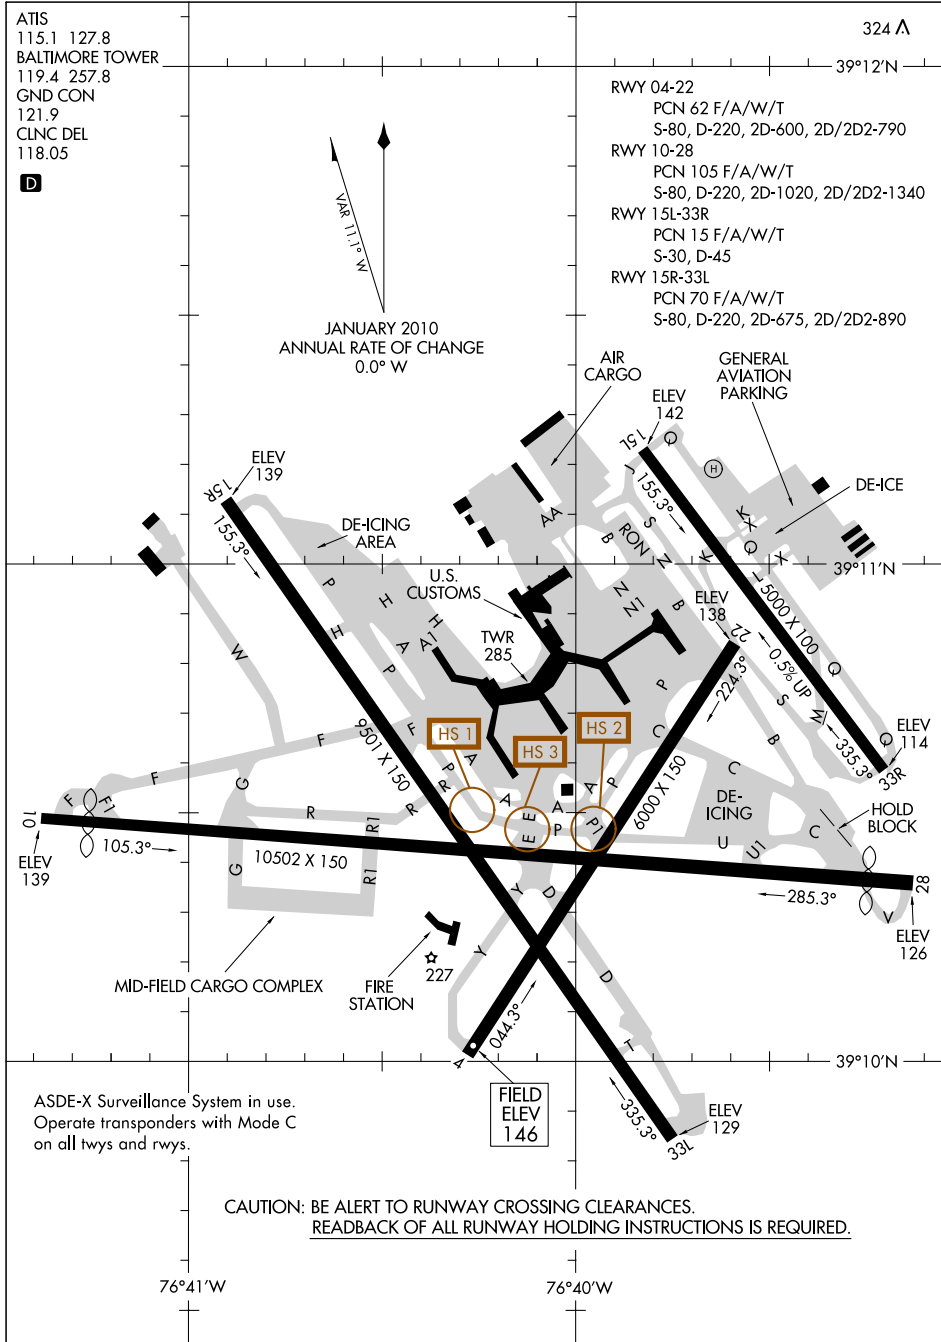 ATIS
115.1 127.8
BALTIMORE TOWER
119.4 257.8
GND CON
121.9
CLNC DEL
118.05
D
324
39°12'N
RWY 04-22
PCN 62 F/A/W/T
S-80, D-220, 2D-600, 2D/2D2-790
RWY 10-28
PCN 105 F/A/W/T
S-80, D-220, 2D-1020, 2D/2D2-1340
RWY 15L-33R
PCN 15 F/A/W/T
S-30, D-45
RWY 15R-33L
PCN 70 F/A/W/T
S-80, D-220, 2D-675, 2D/2D2-890
VAR 11.1° W
JANUARY 2010
ANNUAL RATE OF CHANGE
0.0° W
AIR
CARGO
GENERAL
AVIATION
PARKING
ELEV
142
15L
Q
H
J
155.3°
ELEV
139
15R
155.3°
DE-ICING
AREA
DE-ICE
AA
B
RON
S
N
Z
K
K
X
Q
X
L
39°11'N
U.S.
CUSTOMS
N
N
N1
B
ELEV
138
22
5000 X 100
0.5% UP
P
H
H
H
A
P
A1
TWR
285
W
224.3°
P
C
S
B
W
Q
Q
335.3°
ELEV
114
33R
HS 1
HS 3
HS 2
9501 X 150
6000 X 150
F
F
F
F
F1
G
R
R
R1
R
P
A
A
E
E
A
P
A
P
P1
C
DE-
ICING
U
U1
C
HOLD
BLOCK
10
ELEV
139
105.3°
10502 X 150
G
R1
Y
D
285.3°
28
V
ELEV
126
MID-FIELD CARGO COMPLEX
FIRE
STATION
227
Y
D
044.3°
4
T
FIELD
ELEV
146
39°10'N
335.3°
33L
ELEV
129
ASDE-X Surveillance System in use.
Operate transponders with Mode C
on all twys and rwys.
CAUTION: BE ALERT TO RUNWAY CROSSING CLEARANCES.
READBACK OF ALL RUNWAY HOLDING INSTRUCTIONS IS REQUIRED.
76°41'W
76°40'W